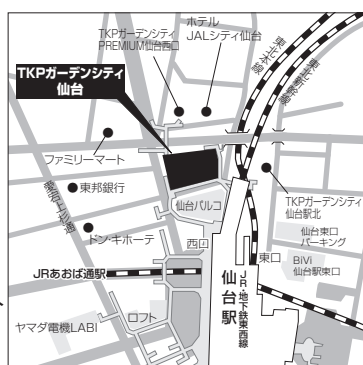 ホテル
JALシティ仙台
TKPガーデンシティ
PREMIUM仙台西口
東北本線
東北新幹線
TKPガーデンシティ
仙台
ファミリーマート
東邦銀行
愛宕上杉通
ドン・キホーテ
仙台パルコ
TKPガーデンシティ
仙台駅北
仙台東口
パーキング
西口
東口
BiVi
仙台駅東口
JRあおば通駅
仙台駅
JR・地下鉄東西線
ロフト
ヤマダ電機LABI